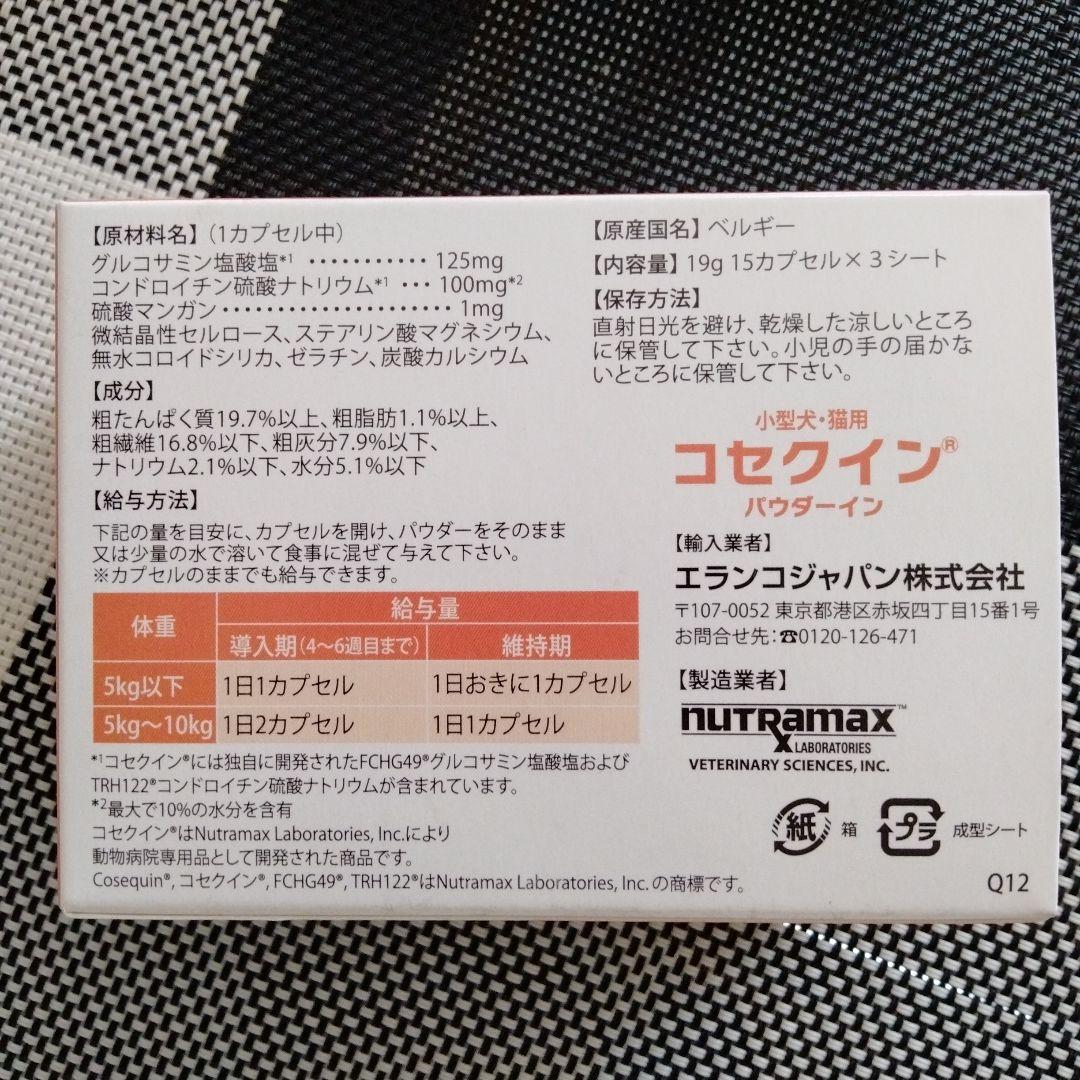 【原材料名】（1カプセル中）
グルコサミン塩酸塩*1 ………… 125mg
コンドロイチン硫酸ナトリウム*1 … 100mg*2
硫酸マンガン …………………… 1mg
微結晶性セルロース、ステアリン酸マグネシウム、
無水コロイドシリカ、ゼラチン、炭酸カルシウム
【成分】
粗たんぱく質19.7%以上、粗脂肪1.1%以上、
粗繊維16.8%以下、粗灰分7.9%以下、
ナトリウム2.1%以下、水分5.1%以下
【給与方法】
下記の量を目安に、カプセルを開け、パウダーをそのまま
又は少量の水で溶いて食事に混ぜて与えて下さい。
※カプセルのままでも給与できます。
体重 給与量
導入期（4～6週目まで） 維持期
5kg以下 1日1カプセル 1日おきに1カプセル
5kg～10kg 1日2カプセル 1日1カプセル
*1コセクイン®には独自に開発されたFCHG49®グルコサミン塩酸塩および
TRH122®コンドロイチン硫酸ナトリウムが含まれています。
*2最大で10%の水分を含有
コセクイン®はNutramax Laboratories, Inc.により
動物病院専用品として開発された商品です。
Cosequin®, コセクイン®, FCHG49®, TRH122®はNutramax Laboratories, Inc. の商標です。
【原産国名】ベルギー
【内容量】19g 15カプセル×3シート
【保存方法】
直射日光を避け、乾燥した涼しいところ
に保管して下さい。小児の手の届かな
いところに保管して下さい。
小型犬・猫用
コセクイン®
パウダーイン
【輸入業者】
エランコジャパン株式会社
〒107-0052 東京都港区赤坂四丁目15番1号
お問合せ先：☎0120-126-471
【製造業者】
nutramax™
LABORATORIES
VETERINARY SCIENCES, INC.
紙 箱 プラ 成型シート
Q12